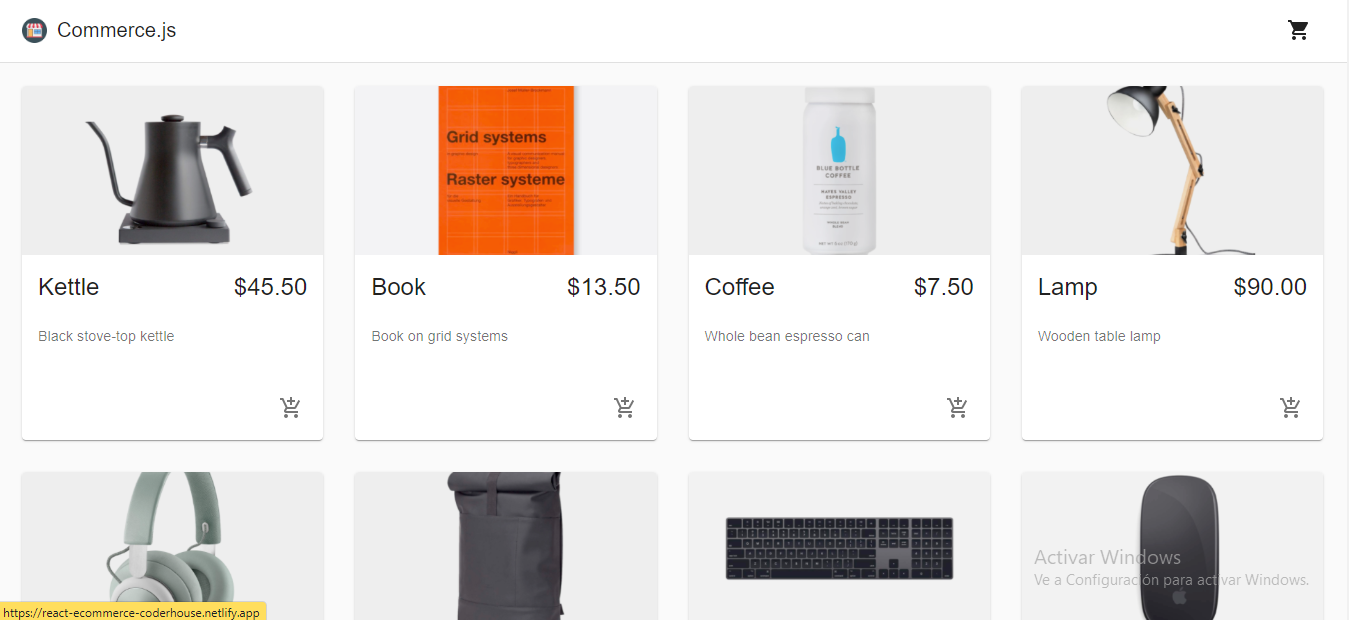 Commerce.js
Grid systems
Raster systeme
BLUE BOTTLE
COFFEE
HAYES VALLEY
ESPRESSO
WHOLE BEAN
Kettle $45.50
Book $13.50
Coffee $7.50
Lamp $90.00
Black stove-top kettle
Book on grid systems
Whole bean espresso can
Wooden table lamp
Activar Windows
Ve a Configuración para activar Windows.
https://react-ecommerce-coderhouse.netlify.app